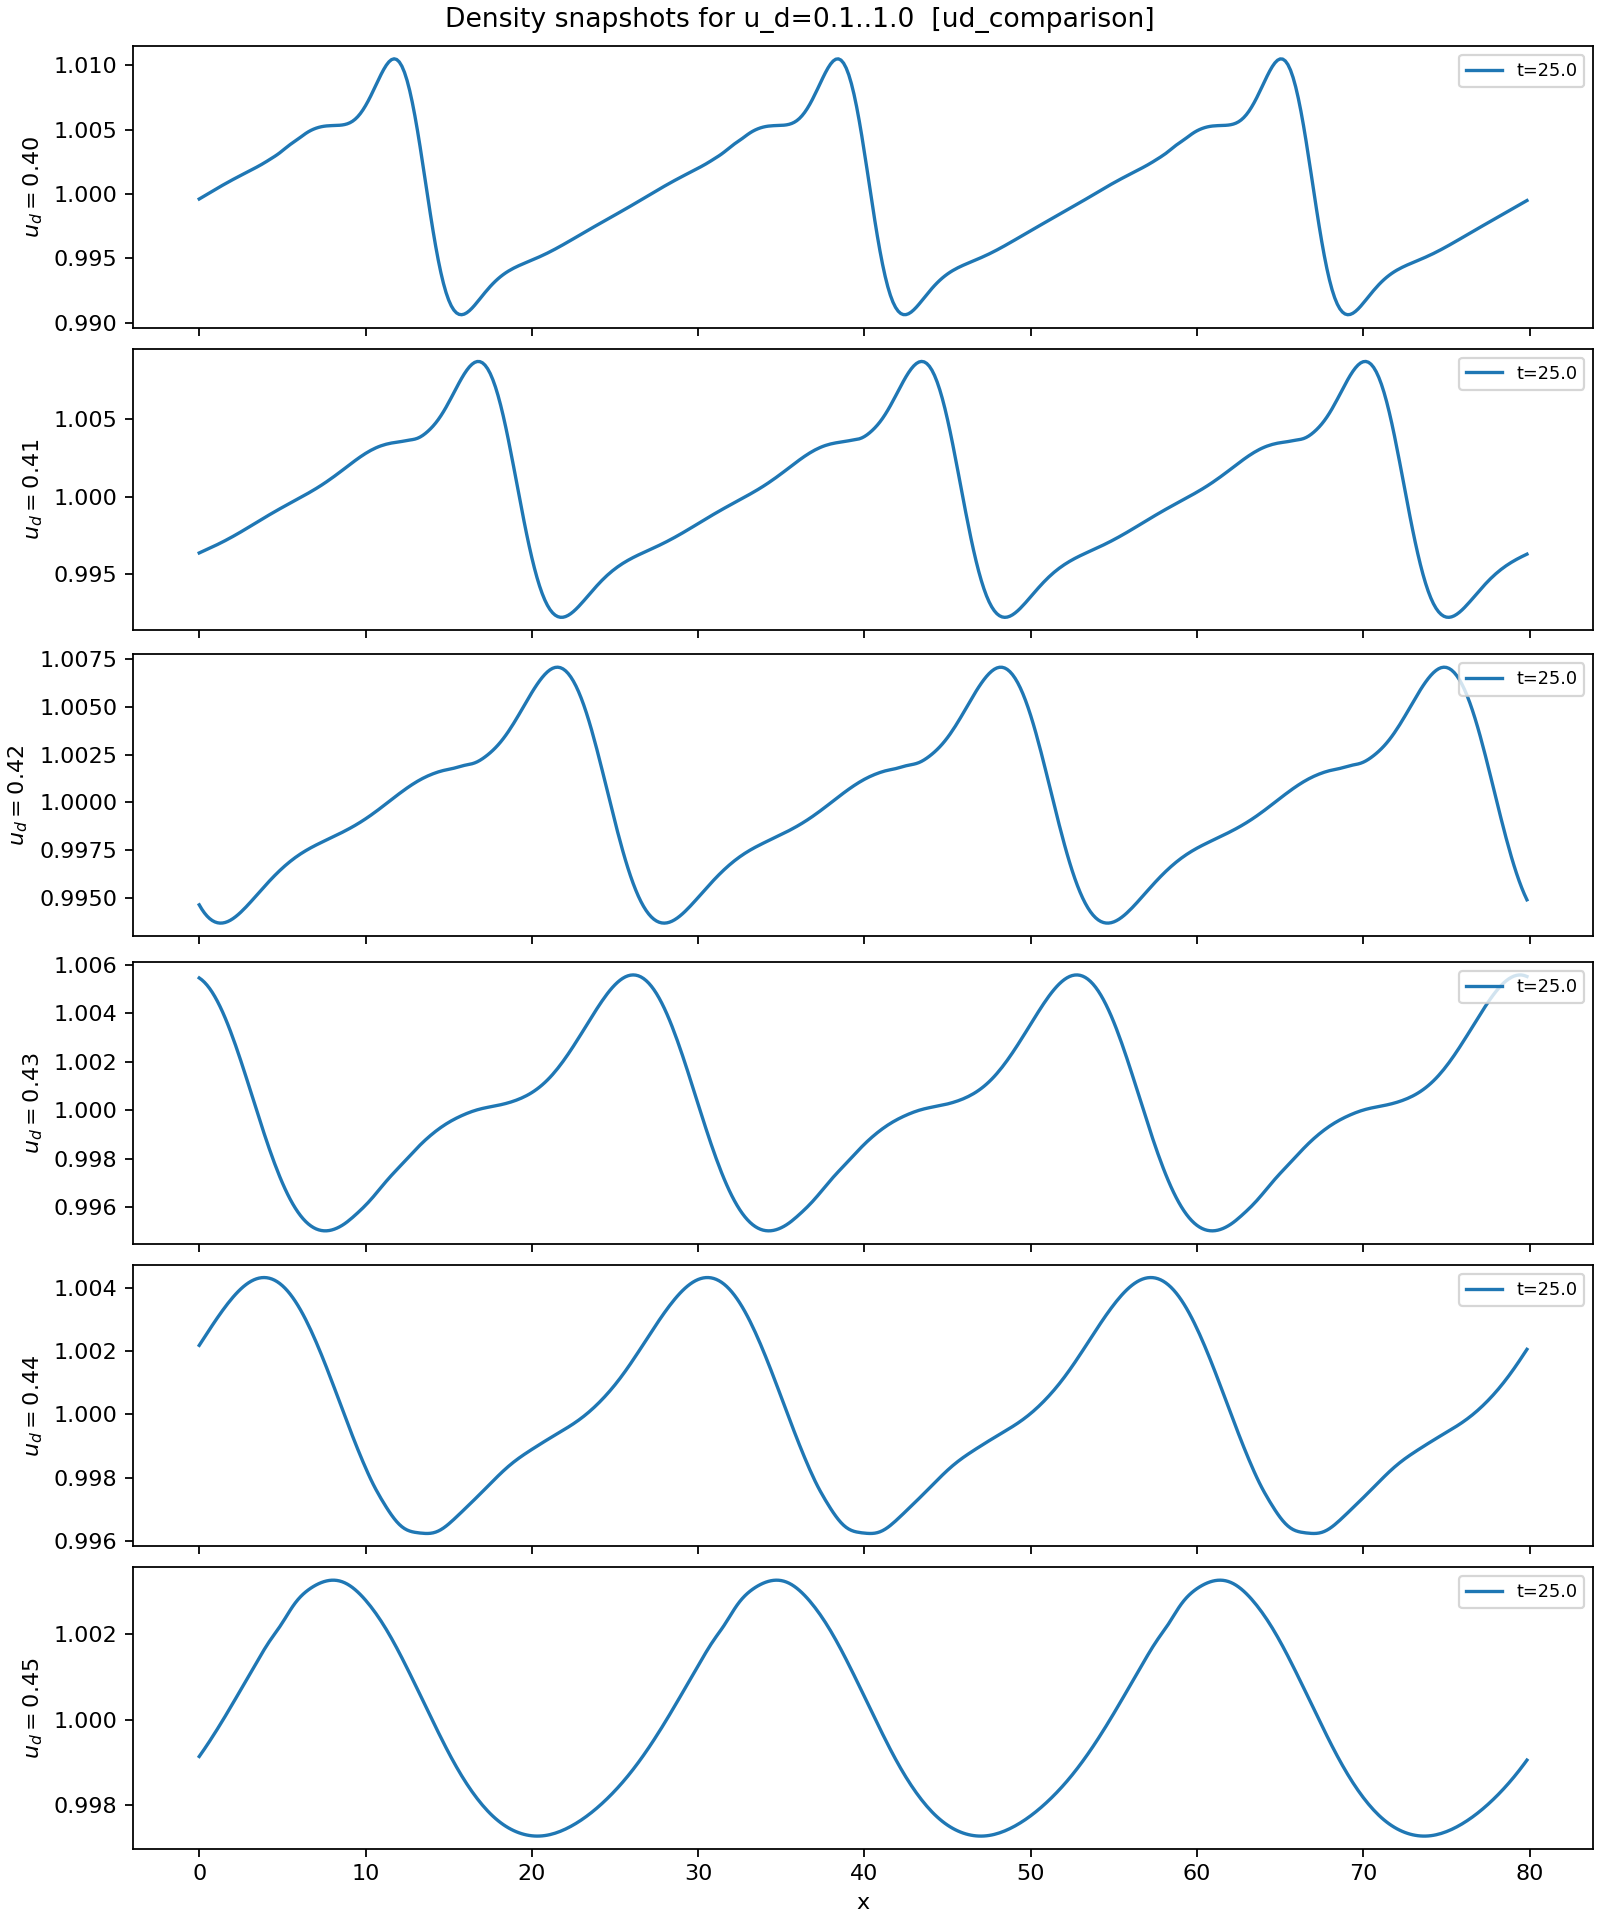 Density snapshots for u_d=0.1..1.0 [ud_comparison]
1.010
1.005
1.000
0.995
0.990
u_d = 0.40
t=25.0
1.005
1.000
0.995
u_d = 0.41
t=25.0
1.0075
1.0050
1.0025
1.0000
0.9975
0.9950
u_d = 0.42
t=25.0
1.006
1.004
1.002
1.000
0.998
0.996
u_d = 0.43
t=25.0
1.004
1.002
1.000
0.998
0.996
u_d = 0.44
t=25.0
1.002
1.000
0.998
u_d = 0.45
t=25.0
0 10 20 30 40 50 60 70 80
x